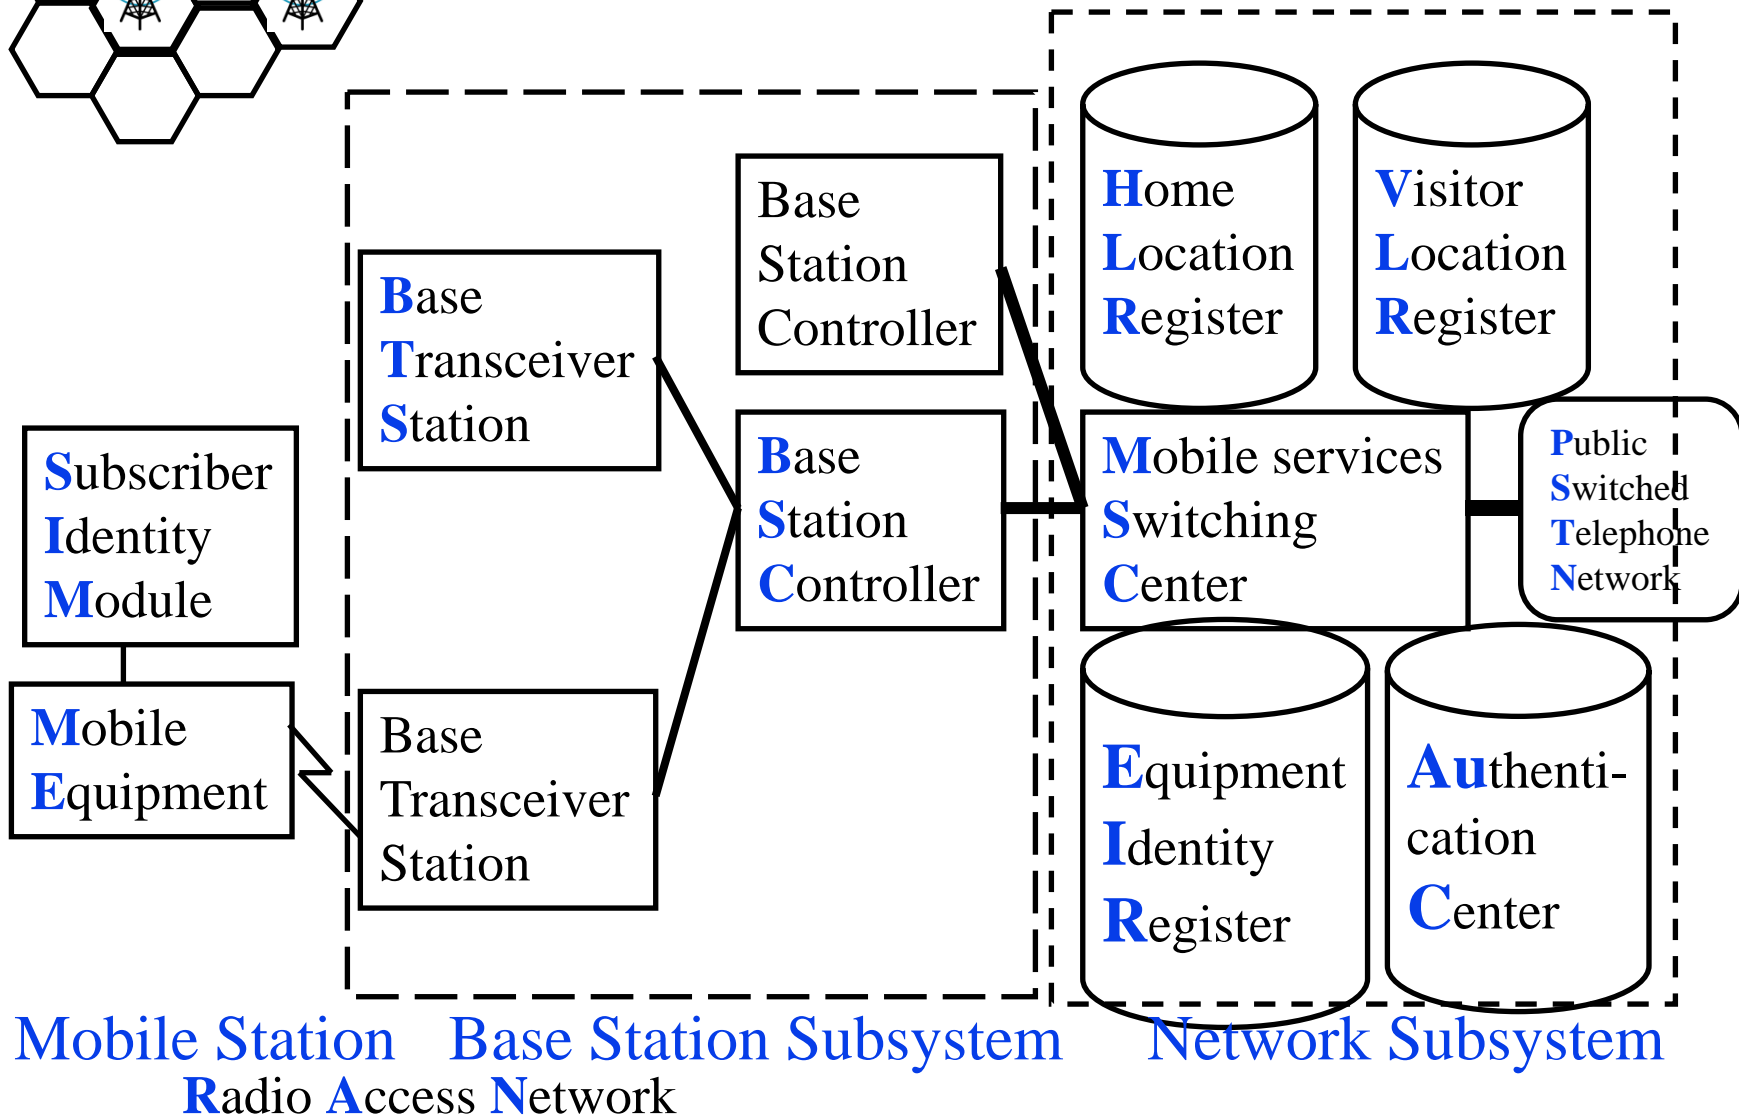 Subscriber
Identity
Module
Mobile
Equipment
Base
Transceiver
Station
Base
Transceiver
Station
Base
Station
Controller
Base
Station
Controller
Home
Location
Register
Visitor
Location
Register
Mobile services
Switching
Center
Public
Switched
Telephone
Network
Equipment
Identity
Register
Authenti-
cation
Center
Mobile Station
Base Station Subsystem
Network Subsystem
Radio Access Network